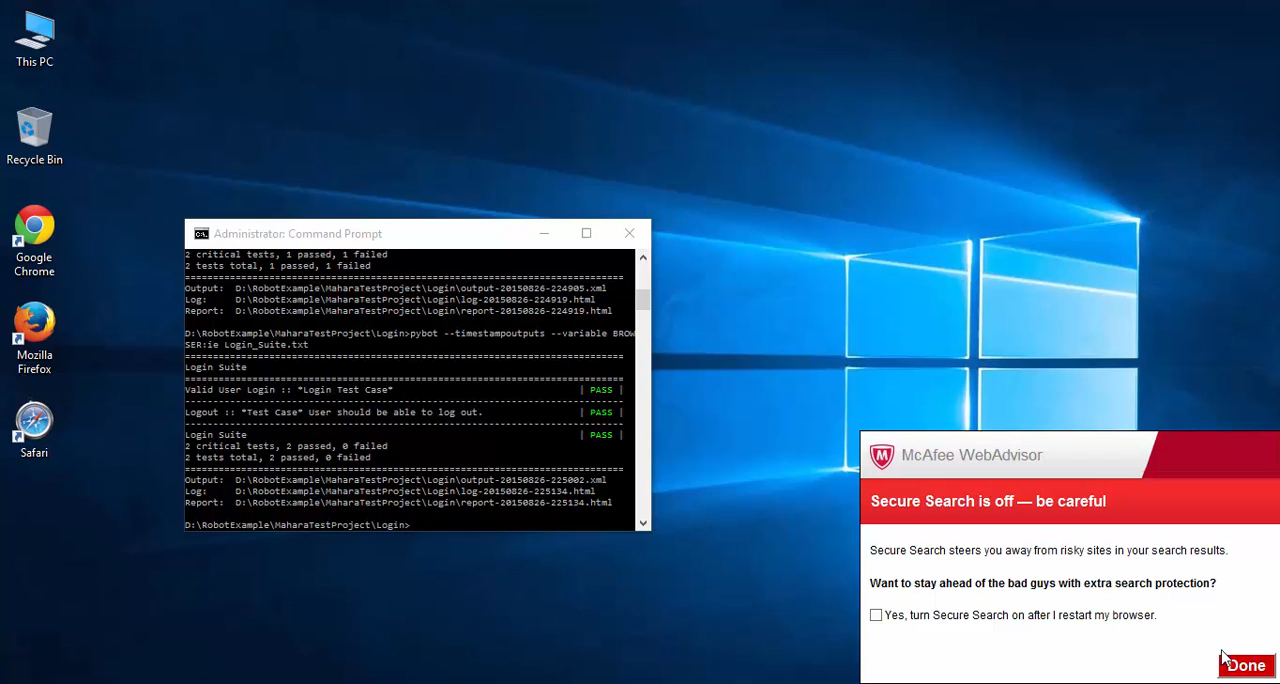 This PC
Recycle Bin
Google
Chrome
Mozilla
Firefox
Safari
Administrator: Command Prompt
2 critical tests, 1 passed, 1 failed
2 tests total, 1 passed, 1 failed
==============================================================================
Output:  D:\RobotExample\MaharaTestProject\Login\output-20150826-224905.xml
Log:     D:\RobotExample\MaharaTestProject\Login\log-20150826-224919.html
Report:  D:\RobotExample\MaharaTestProject\Login\report-20150826-224919.html
D:\RobotExample\MaharaTestProject\Login>pybot --timestampoutputs --variable BROW
SER:ie Login_Suite.txt
==============================================================================
Login Suite
==============================================================================
Valid User Login :: *Login Test Case*                                 | PASS |
------------------------------------------------------------------------------
Logout :: *Test Case* User should be able to log out.                 | PASS |
------------------------------------------------------------------------------
Login Suite                                                           | PASS |
2 critical tests, 2 passed, 0 failed
2 tests total, 2 passed, 0 failed
==============================================================================
Output:  D:\RobotExample\MaharaTestProject\Login\output-20150826-225002.xml
Log:     D:\RobotExample\MaharaTestProject\Login\log-20150826-225134.html
Report:  D:\RobotExample\MaharaTestProject\Login\report-20150826-225134.html
D:\RobotExample\MaharaTestProject\Login>
McAfee WebAdvisor
Secure Search is off — be careful
Secure Search steers you away from risky sites in your search results.
Want to stay ahead of the bad guys with extra search protection?
Yes, turn Secure Search on after I restart my browser.
Done